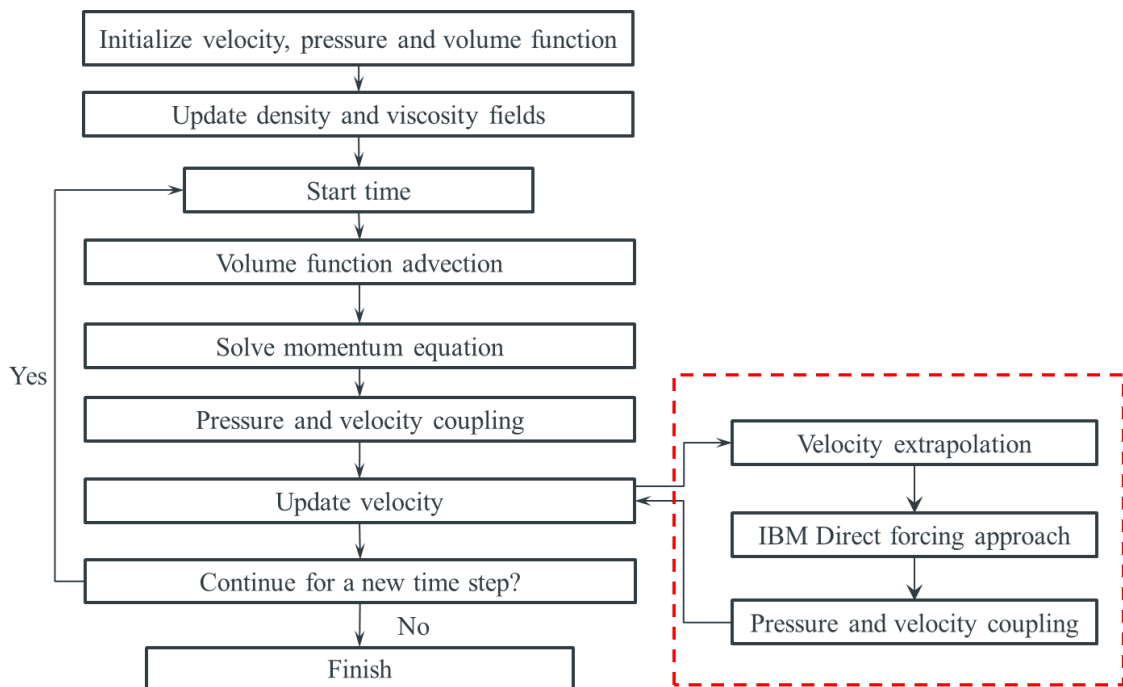 Initialize velocity, pressure and volume function
Update density and viscosity fields
Start time
Volume function advection
Solve momentum equation
Yes
Pressure and velocity coupling
Update velocity
Continue for a new time step?
No
Finish
Velocity extrapolation
IBM Direct forcing approach
Pressure and velocity coupling